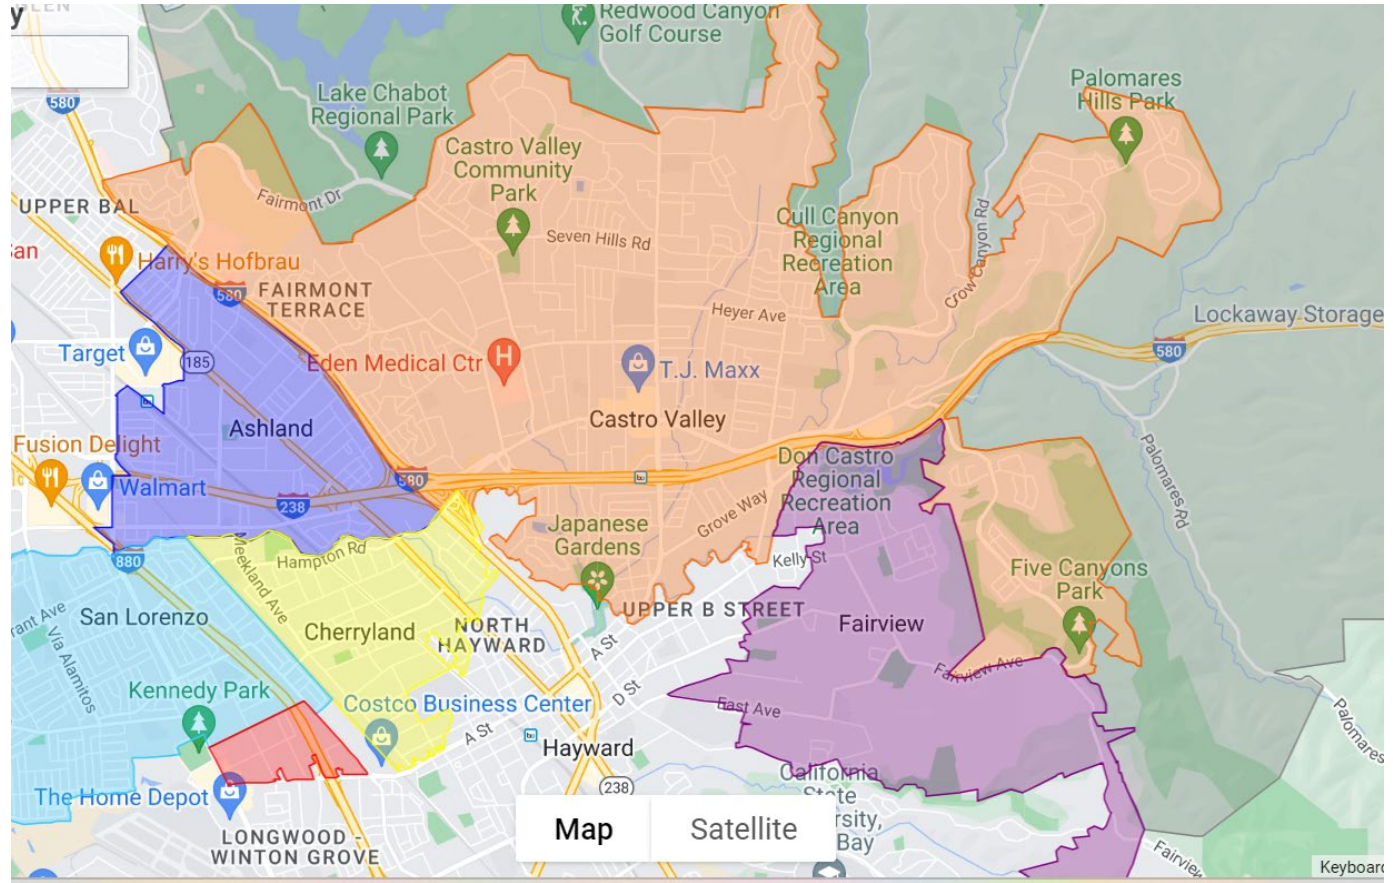 y
580
Redwood Canyon
Golf Course
Lake Chabot
Regional Park
Palomares
Hills Park
Castro Valley
Community
Park
UPPER BAL
Fairmont Dr
Seven Hills Rd
Cull Canyon
Regional
Recreation
Area
Crow Canyon Rd
Harry's Hofbrau
580
FAIRMONT
TERRACE
Heyer Ave
Lockaway Storage
Target
185
Eden Medical Ctr
H
T.J. Maxx
580
Castro Valley
Ashland
Fusion Delight
Walmart
580
238
Don Castro
Regional
Recreation
Area
Palomares Rd
Grove Way
Japanese
Gardens
Hampton Rd
880
Meekland Ave
Kelly St
Five Canyons
Park
San Lorenzo
Via Alamitos
Cherryland
NORTH
HAYWARD
UPPER B STREET
A St
Fairview
Fairview Ave
Kennedy Park
D St
East Ave
Costco Business Center
A St
Hayward
Palomares
The Home Depot
238
California
State
rsity,
Bay
Map
Satellite
LONGWOOD -
WINTON GROVE
Fairview
Keyboard